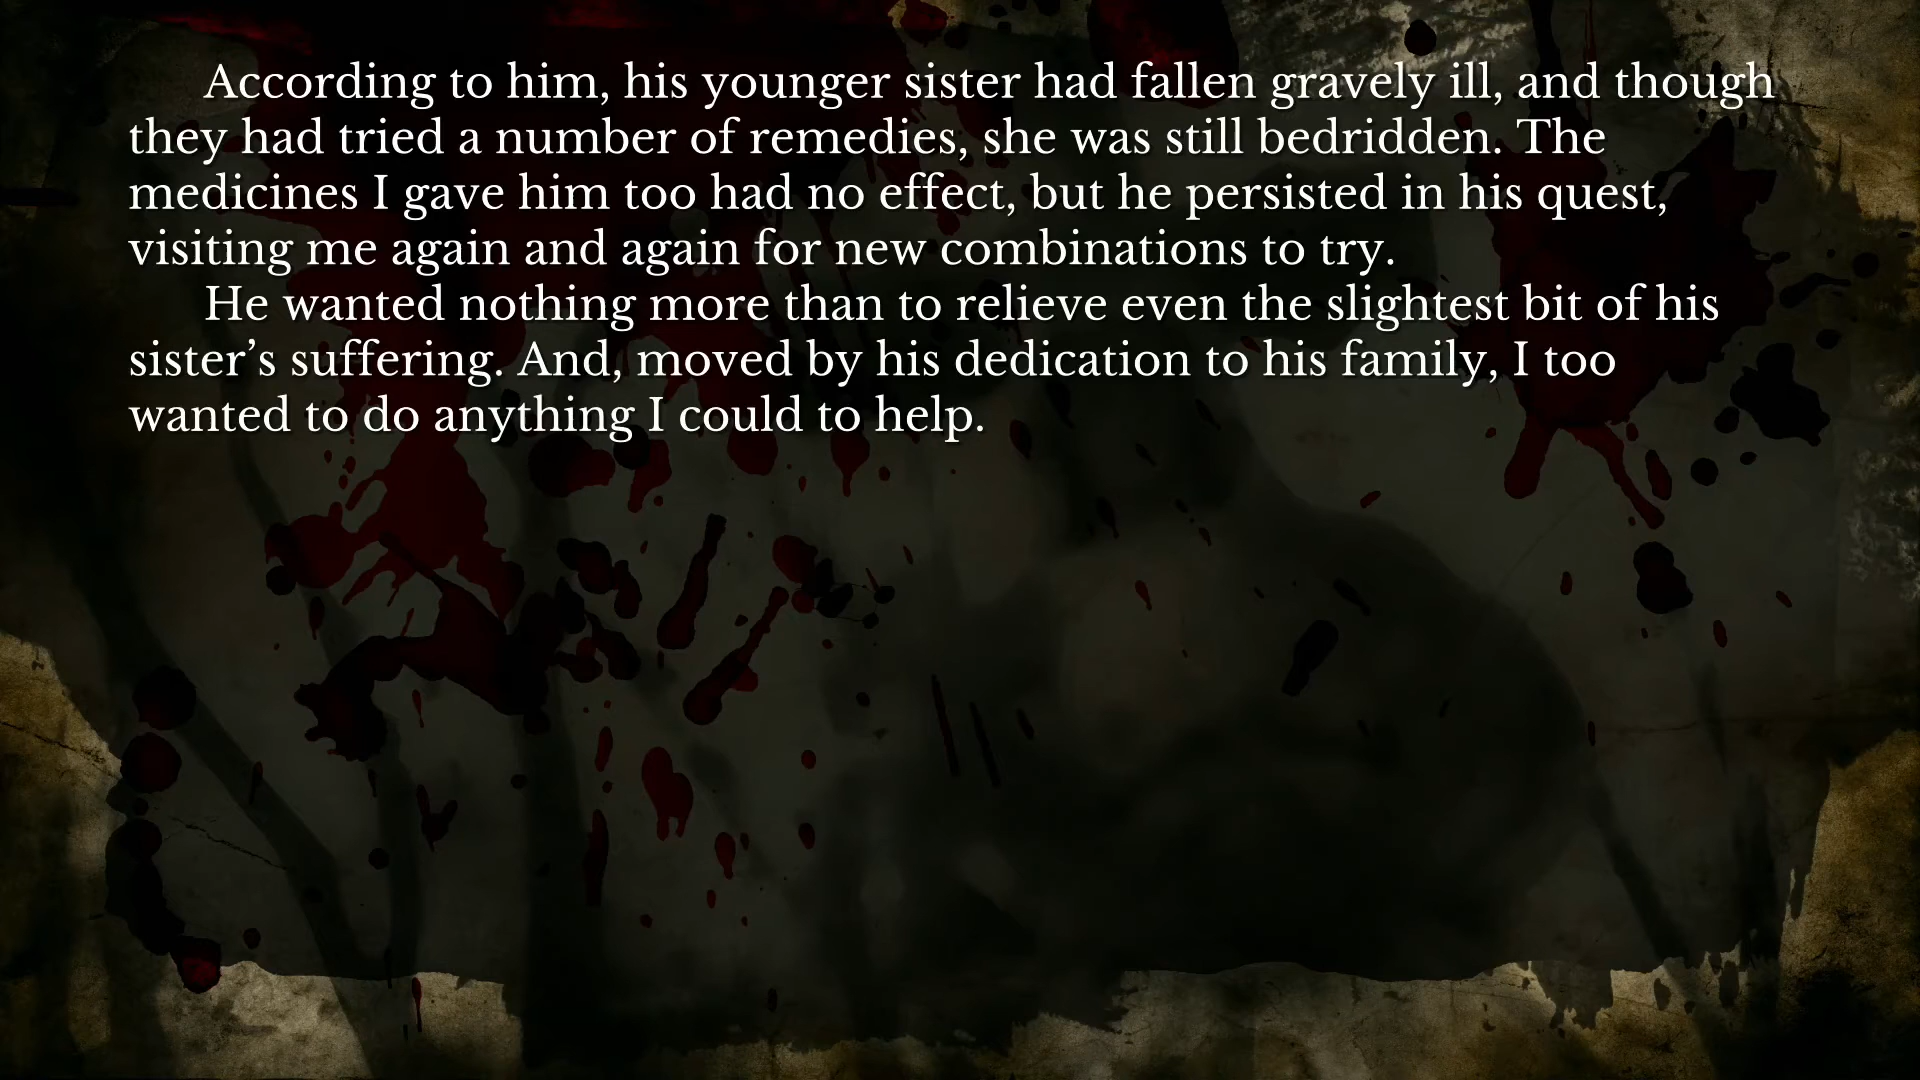 According to him, his younger sister had fallen gravely ill, and though
they had tried a number of remedies, she was still bedridden. The
medicines I gave him too had no effect, but he persisted in his quest,
visiting me again and again for new combinations to try.
He wanted nothing more than to relieve even the slightest bit of his
sister’s suffering. And, moved by his dedication to his family, I too
wanted to do anything I could to help.